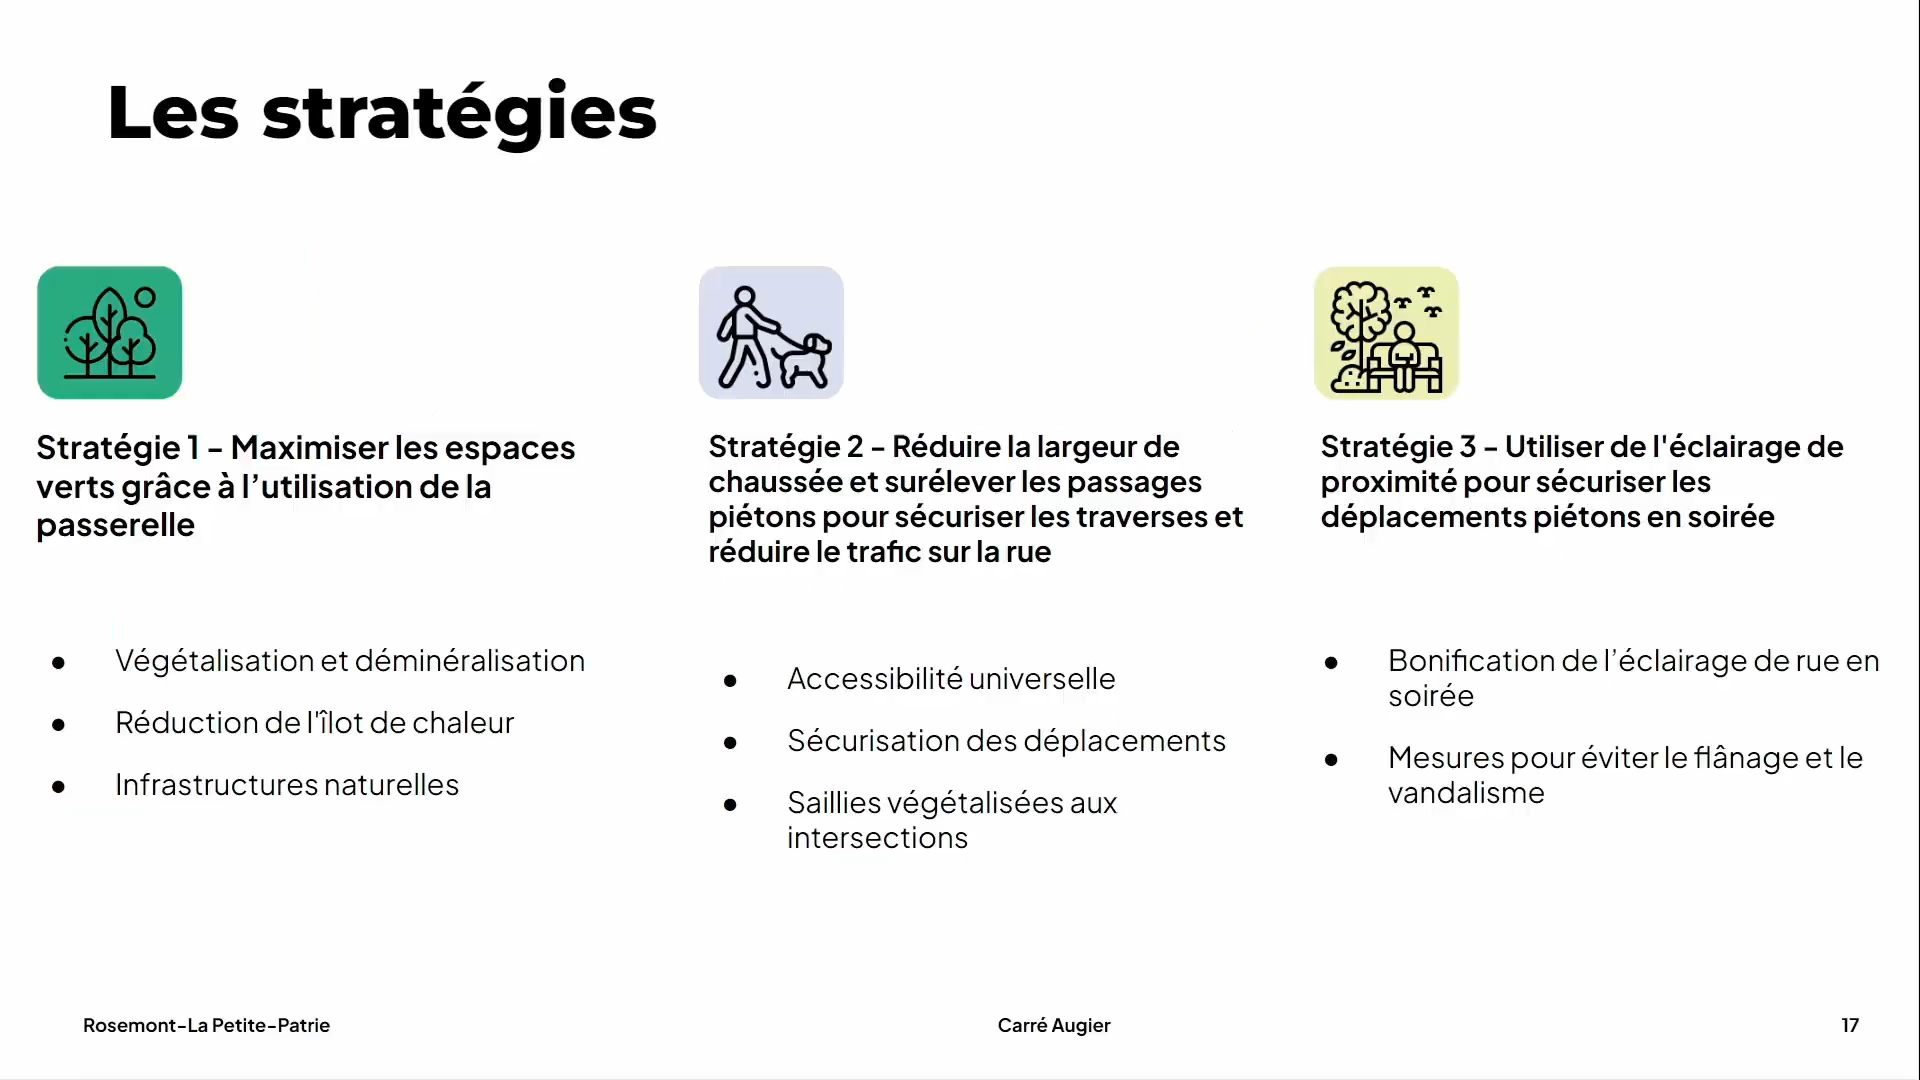 Les stratégies
Stratégie 1 - Maximiser les espaces
verts grâce à l’utilisation de la
passerelle
Végétalisation et déminéralisation
Réduction de l'îlot de chaleur
Infrastructures naturelles
Stratégie 2 - Réduire la largeur de
chaussée et surélever les passages
piétons pour sécuriser les traverses et
réduire le trafic sur la rue
Accessibilité universelle
Sécurisation des déplacements
Saillies végétalisées aux
intersections
Stratégie 3 - Utiliser de l'éclairage de
proximité pour sécuriser les
déplacements piétons en soirée
Bonification de l’éclairage de rue en
soirée
Mesures pour éviter le flânage et le
vandalisme
Rosemont-La Petite-Patrie
Carré Augier
17